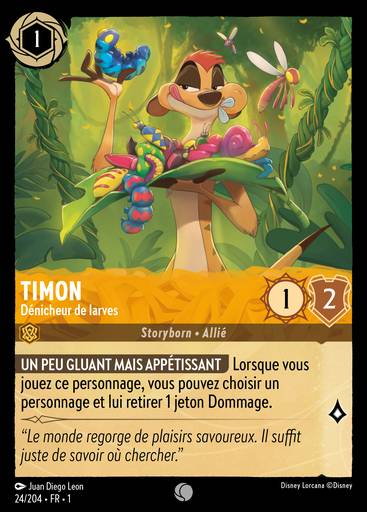 1
TIMON
Dénicheur de larves
1
2
Storyborn • Allié
UN PEU GLUANT MAIS APPÉTISSANT Lorsque vous
jouez ce personnage, vous pouvez choisir un
personnage et lui retirer 1 jeton Dommage.
“Le monde regorge de plaisirs savoureux. Il suffit
juste de savoir où chercher.”
Juan Diego Leon
Disney Lorcana ©Disney
24/204 • FR • 1